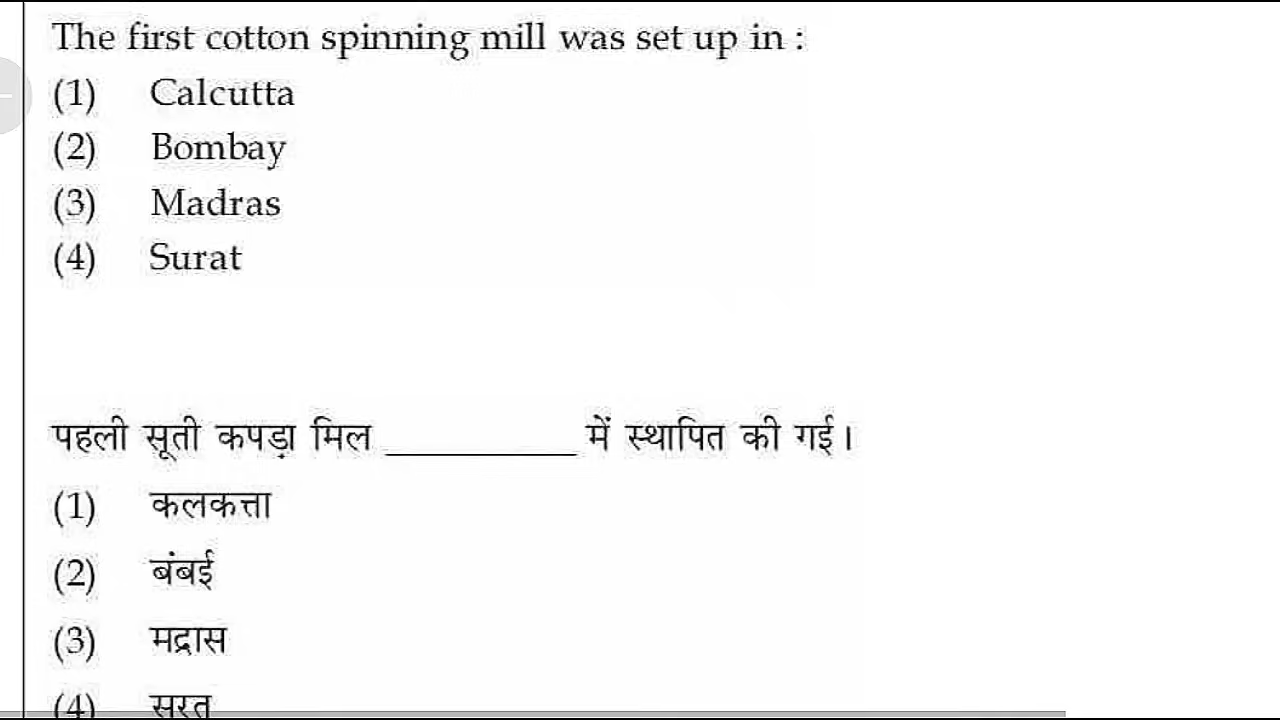 The first cotton spinning mill was set up in :
(1) Calcutta
(2) Bombay
(3) Madras
(4) Surat
पहली सूती कपड़ा मिल __________ में स्थापित की गई।
(1) कलकत्ता
(2) बंबई
(3) मद्रास
(4) सूरत